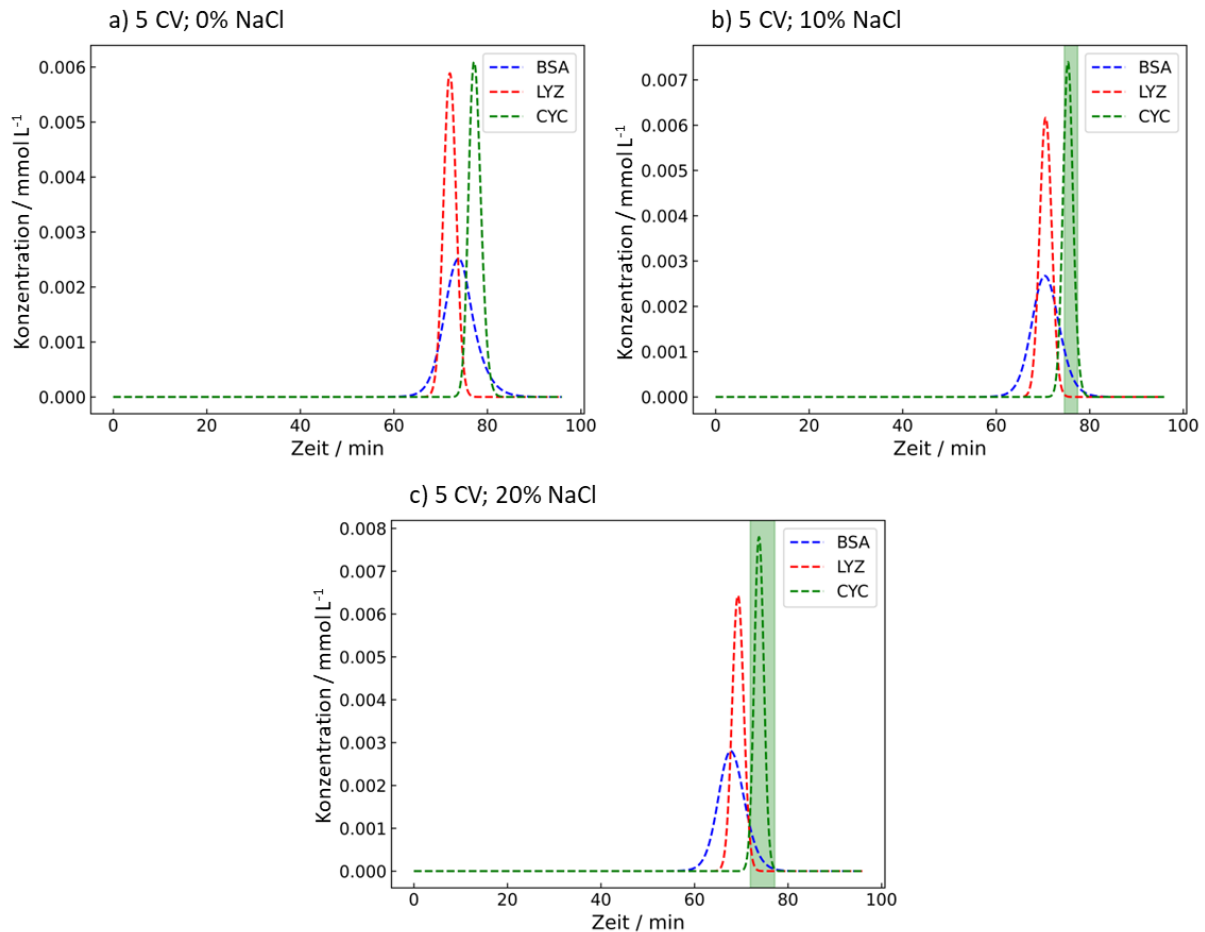 a) 5 CV; 0% NaCl
Konzentration / mmol L⁻¹
0.006
0.005
0.004
0.003
0.002
0.001
0.000
BSA
LYZ
CYC
0 20 40 60 80 100
Zeit / min
b) 5 CV; 10% NaCl
Konzentration / mmol L⁻¹
0.007
0.006
0.005
0.004
0.003
0.002
0.001
0.000
BSA
LYZ
CYC
0 20 40 60 80 100
Zeit / min
c) 5 CV; 20% NaCl
Konzentration / mmol L⁻¹
0.008
0.007
0.006
0.005
0.004
0.003
0.002
0.001
0.000
BSA
LYZ
CYC
0 20 40 60 80 100
Zeit / min